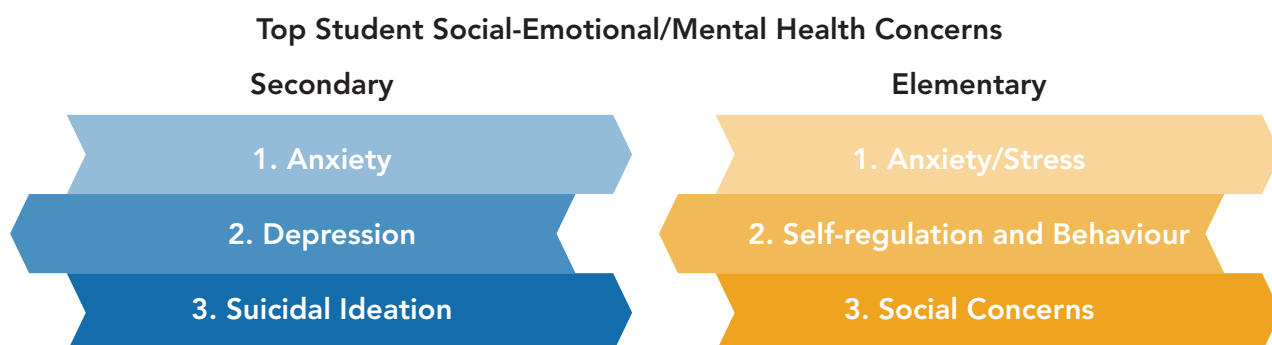 Top Student Social-Emotional/Mental Health Concerns
Secondary
1. Anxiety
2. Depression
3. Suicidal Ideation
Elementary
1. Anxiety/Stress
2. Self-regulation and Behaviour
3. Social Concerns